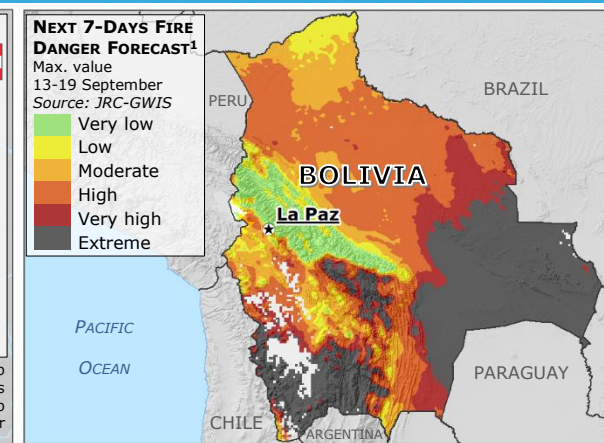 NEXT 7-DAYS FIRE
DANGER FORECAST¹
Max. value
13-19 September
Source: JRC-GWIS
Very low
Low
Moderate
High
Very high
Extreme
PERU
BRAZIL
BOLIVIA
La Paz
PACIFIC
OCEAN
PARAGUAY
CHILE
ARGENTINA